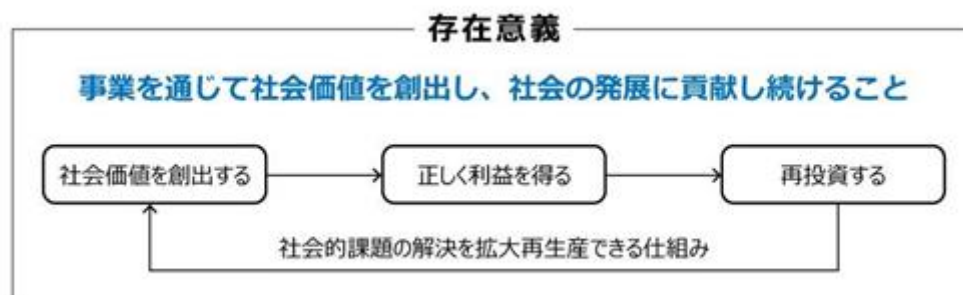 存在意義
事業を通じて社会価値を創出し、社会の発展に貢献し続けること
社会価値を創出する
正しく利益を得る
再投資する
社会的課題の解決を拡大再生産できる仕組み